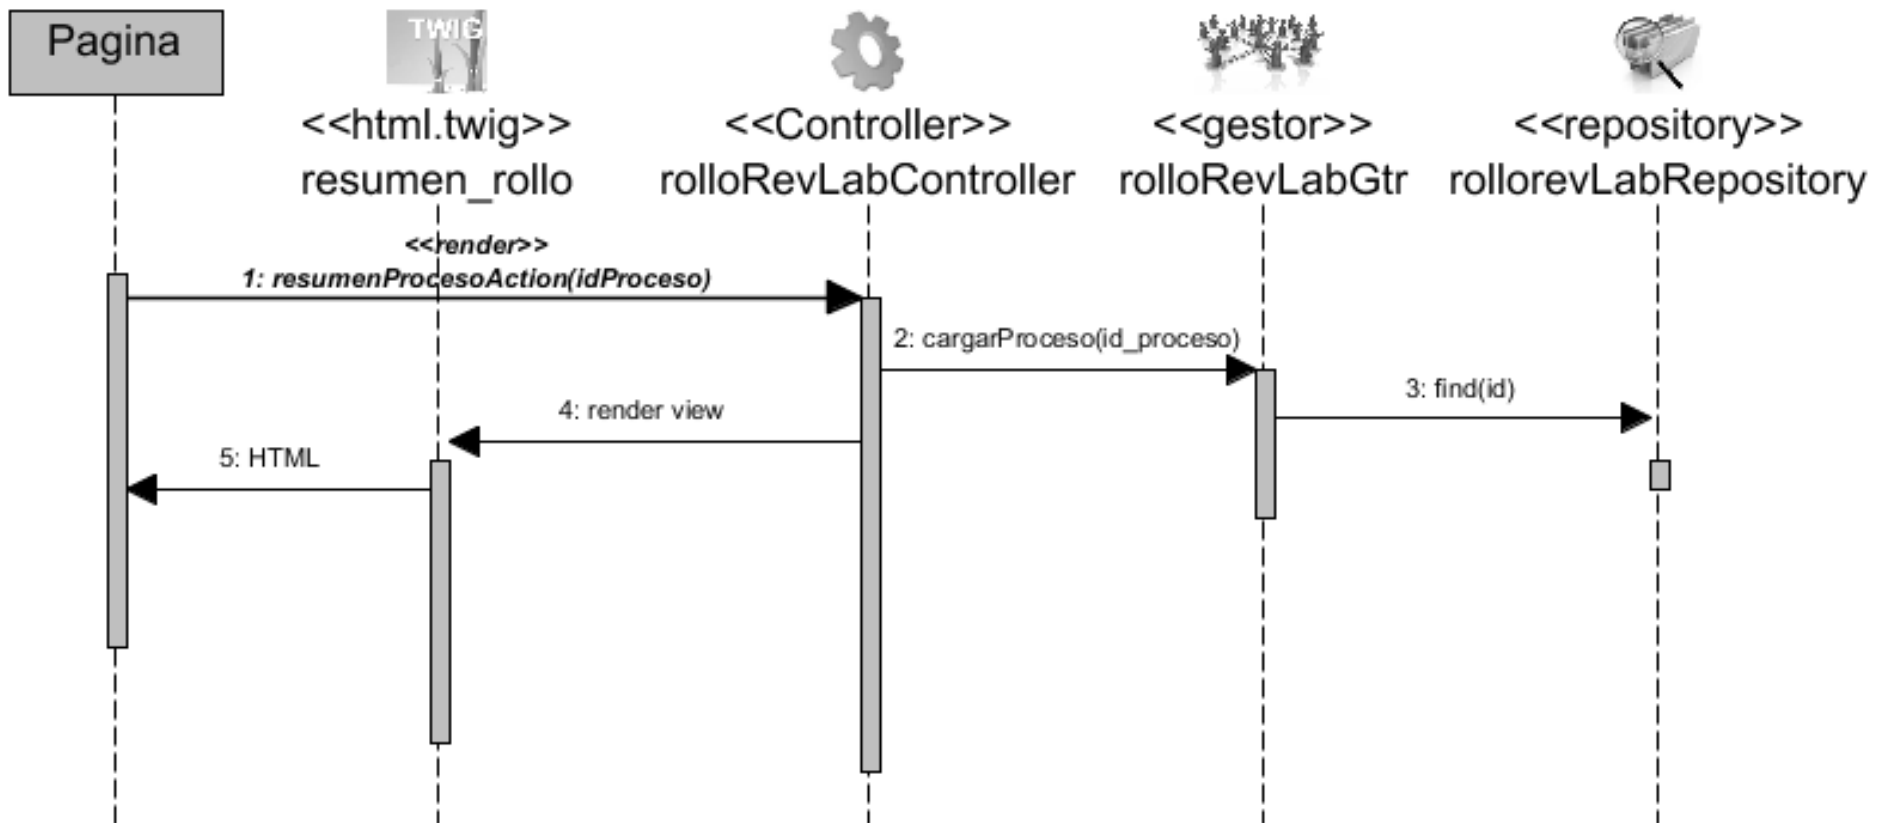 Pagina
TWIG
<<html.twig>>
resumen_rollo
<<Controller>>
rolloRevLabController
<<gestor>>
rolloRevLabGtr
<<repository>>
rollorevLabRepository
<<render>>
1: resumenProcesoAction(idProceso)
2: cargarProceso(id_proceso)
3: find(id)
4: render view
5: HTML